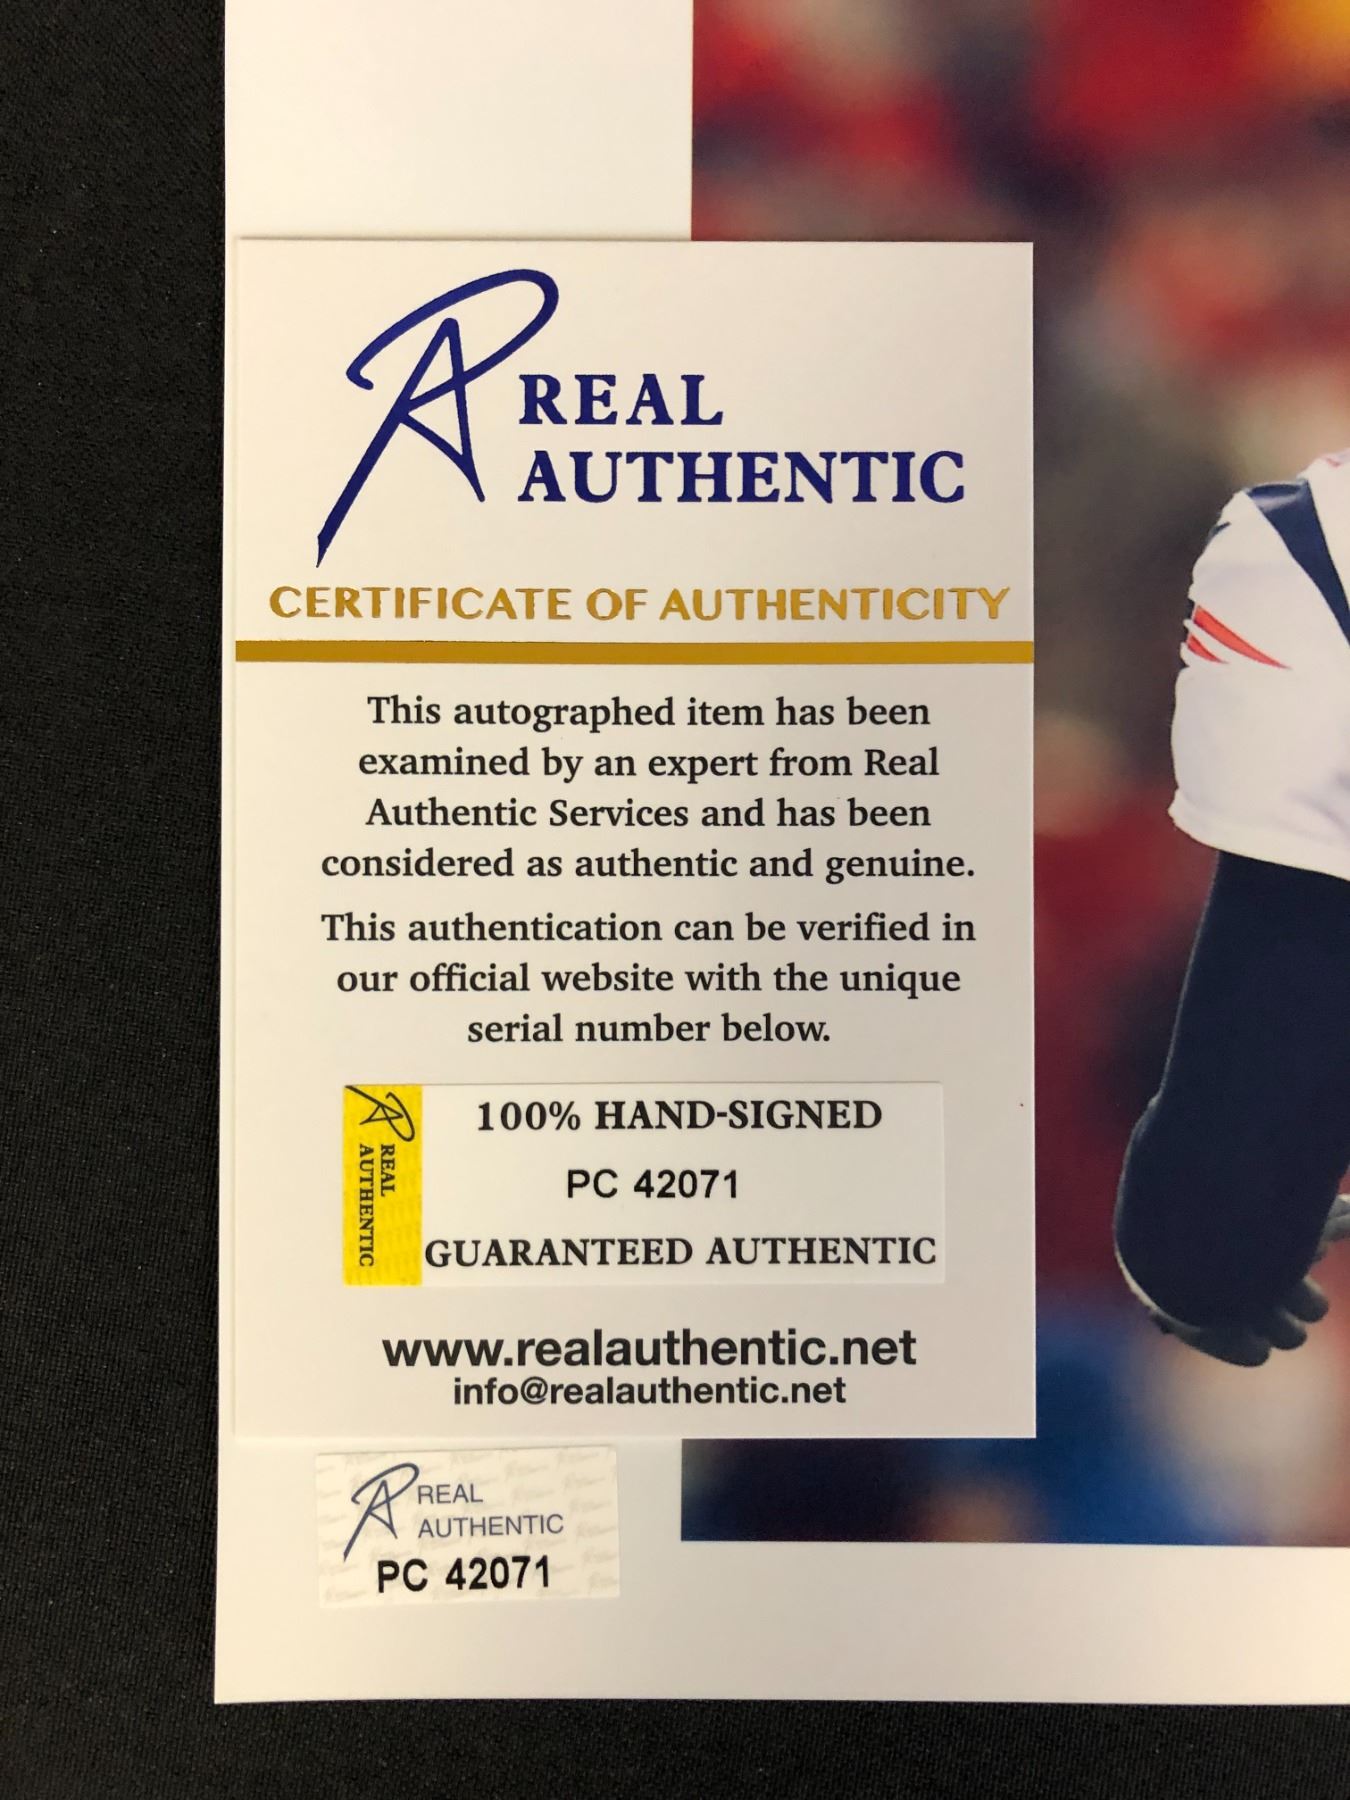 REAL
AUTHENTIC
CERTIFICATE OF AUTHENTICITY
This autographed item has been
examined by an expert from Real
Authentic Services and has been
considered as authentic and genuine.
This authentication can be verified in
our official website with the unique
serial number below.
REAL
AUTHENTIC
100% HAND-SIGNED
PC 42071
GUARANTEED AUTHENTIC
www.realauthentic.net
info@realauthentic.net
REAL
AUTHENTIC
PC 42071